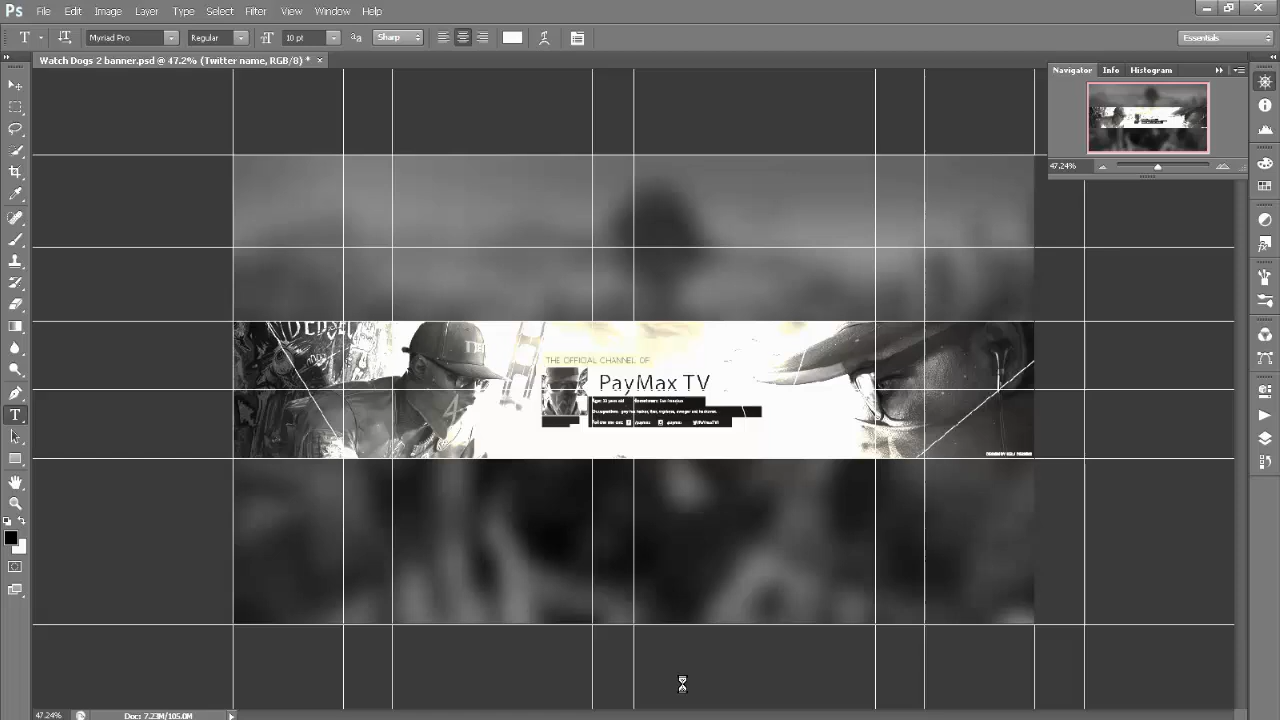 Ps File Edit Image Layer Type Select Filter View Window Help
T Myriad Pro Regular 10 pt Sharp Essentials
Watch Dogs 2 banner.psd @ 47.2% (Twitter name, RGB/8) * ×
Navigator Info Histogram
47.24%
THE OFFICIAL CHANNEL OF
PayMax TV
47.24% Doc: 7.23M/105.0M